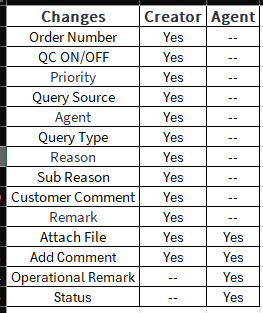 Changes Creator Agent
Order Number Yes --
QC ON/OFF Yes --
Priority Yes --
Query Source Yes --
Agent Yes --
Query Type Yes --
Reason Yes --
Sub Reason Yes --
Customer Comment Yes --
Remark Yes --
Attach File Yes Yes
Add Comment Yes Yes
Operational Remark -- Yes
Status -- Yes